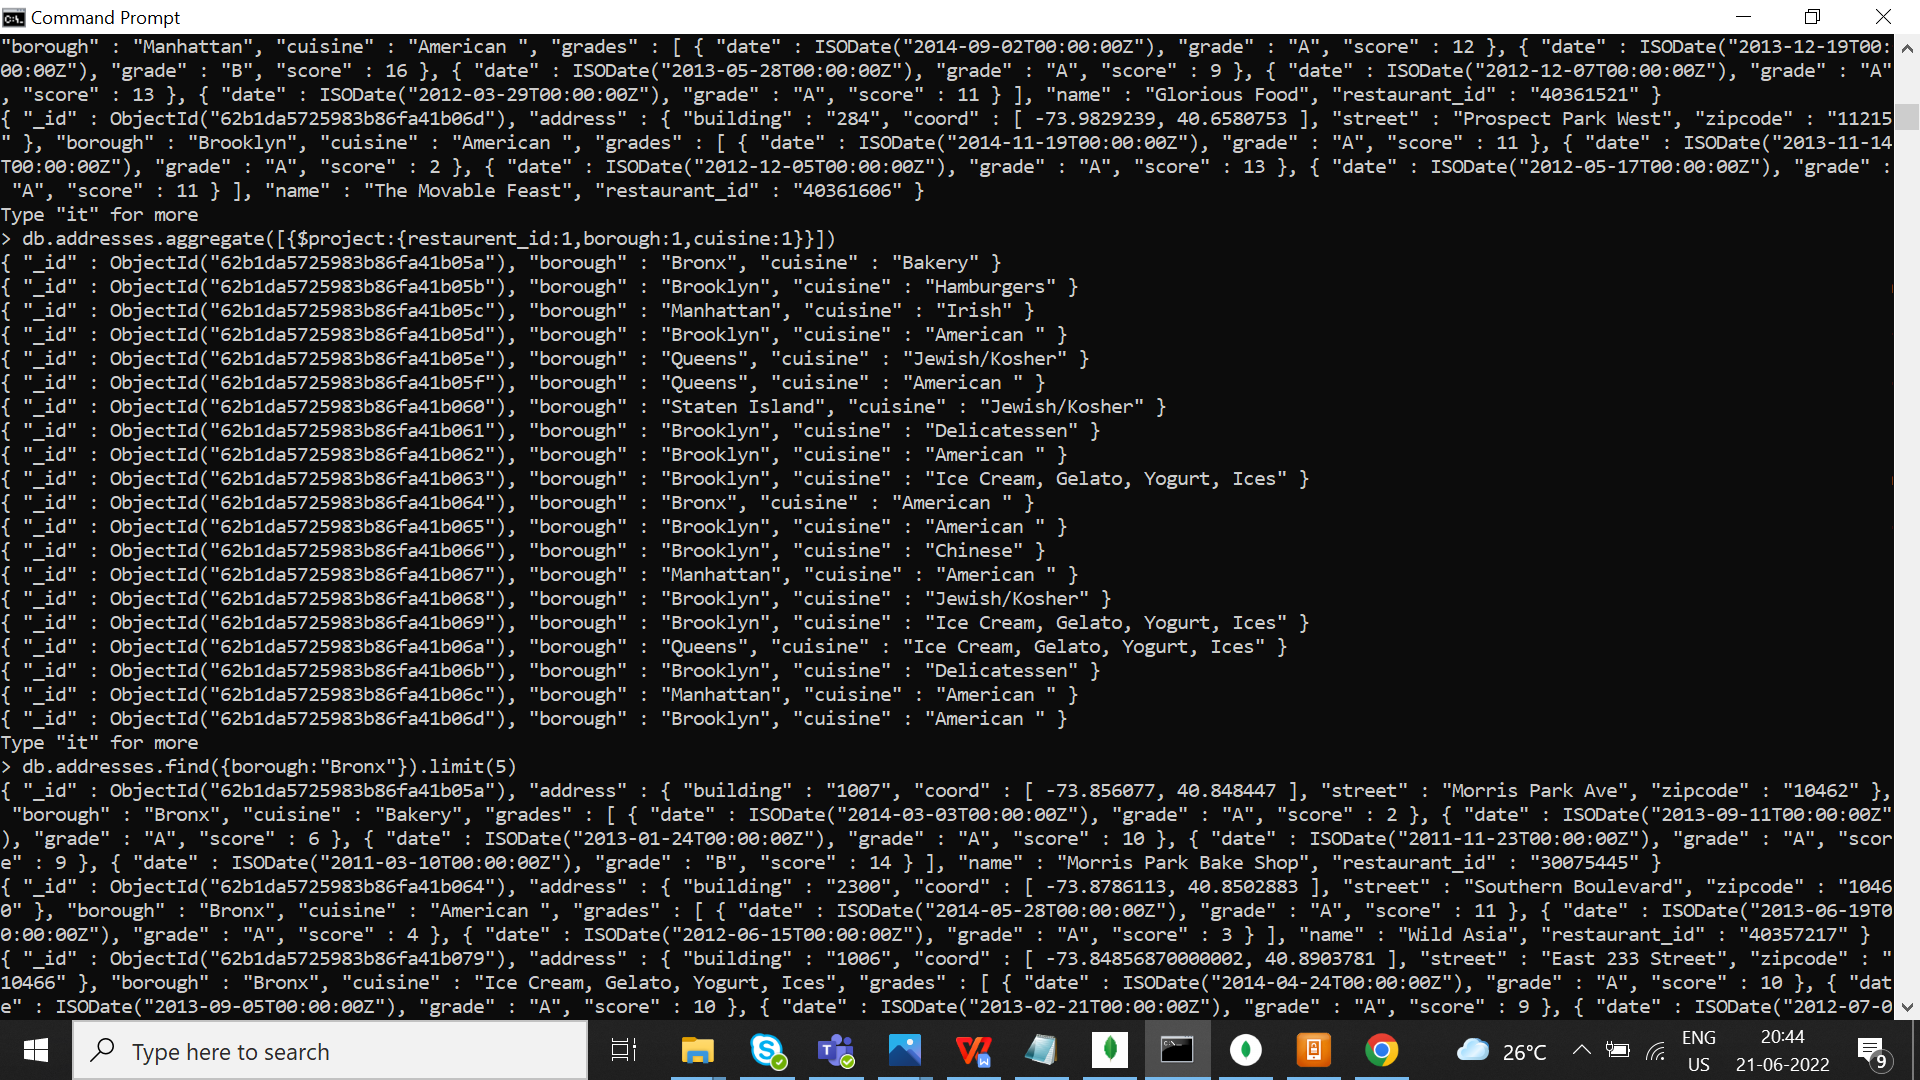 Command Prompt
"borough" : "Manhattan", "cuisine" : "American ", "grades" : [ { "date" : ISODate("2014-09-02T00:00:00Z"), "grade" : "A", "score" : 12 }, { "date" : ISODate("2013-12-19T00:
00:00Z"), "grade" : "B", "score" : 16 }, { "date" : ISODate("2013-05-28T00:00:00Z"), "grade" : "A", "score" : 9 }, { "date" : ISODate("2012-12-07T00:00:00Z"), "grade" : "A"
, "score" : 13 }, { "date" : ISODate("2012-03-29T00:00:00Z"), "grade" : "A", "score" : 11 } ], "name" : "Glorious Food", "restaurant_id" : "40361521" }
{ "_id" : ObjectId("62b1da5725983b86fa41b06d"), "address" : { "building" : "284", "coord" : [ -73.9829239, 40.6580753 ], "street" : "Prospect Park West", "zipcode" : "11215
" }, "borough" : "Brooklyn", "cuisine" : "American ", "grades" : [ { "date" : ISODate("2014-11-19T00:00:00Z"), "grade" : "A", "score" : 11 }, { "date" : ISODate("2013-11-14
T00:00:00Z"), "grade" : "A", "score" : 2 }, { "date" : ISODate("2012-12-05T00:00:00Z"), "grade" : "A", "score" : 13 }, { "date" : ISODate("2012-05-17T00:00:00Z"), "grade" :
"A", "score" : 11 } ], "name" : "The Movable Feast", "restaurant_id" : "40361606" }
Type "it" for more
> db.addresses.aggregate([{$project:{restaurent_id:1,borough:1,cuisine:1}}])
{ "_id" : ObjectId("62b1da5725983b86fa41b05a"), "borough" : "Bronx", "cuisine" : "Bakery" }
{ "_id" : ObjectId("62b1da5725983b86fa41b05b"), "borough" : "Brooklyn", "cuisine" : "Hamburgers" }
{ "_id" : ObjectId("62b1da5725983b86fa41b05c"), "borough" : "Manhattan", "cuisine" : "Irish" }
{ "_id" : ObjectId("62b1da5725983b86fa41b05d"), "borough" : "Brooklyn", "cuisine" : "American " }
{ "_id" : ObjectId("62b1da5725983b86fa41b05e"), "borough" : "Queens", "cuisine" : "Jewish/Kosher" }
{ "_id" : ObjectId("62b1da5725983b86fa41b05f"), "borough" : "Queens", "cuisine" : "American " }
{ "_id" : ObjectId("62b1da5725983b86fa41b060"), "borough" : "Staten Island", "cuisine" : "Jewish/Kosher" }
{ "_id" : ObjectId("62b1da5725983b86fa41b061"), "borough" : "Brooklyn", "cuisine" : "Delicatessen" }
{ "_id" : ObjectId("62b1da5725983b86fa41b062"), "borough" : "Brooklyn", "cuisine" : "American " }
{ "_id" : ObjectId("62b1da5725983b86fa41b063"), "borough" : "Brooklyn", "cuisine" : "Ice Cream, Gelato, Yogurt, Ices" }
{ "_id" : ObjectId("62b1da5725983b86fa41b064"), "borough" : "Bronx", "cuisine" : "American " }
{ "_id" : ObjectId("62b1da5725983b86fa41b065"), "borough" : "Brooklyn", "cuisine" : "American " }
{ "_id" : ObjectId("62b1da5725983b86fa41b066"), "borough" : "Brooklyn", "cuisine" : "Chinese" }
{ "_id" : ObjectId("62b1da5725983b86fa41b067"), "borough" : "Manhattan", "cuisine" : "American " }
{ "_id" : ObjectId("62b1da5725983b86fa41b068"), "borough" : "Brooklyn", "cuisine" : "Jewish/Kosher" }
{ "_id" : ObjectId("62b1da5725983b86fa41b069"), "borough" : "Brooklyn", "cuisine" : "Ice Cream, Gelato, Yogurt, Ices" }
{ "_id" : ObjectId("62b1da5725983b86fa41b06a"), "borough" : "Queens", "cuisine" : "Ice Cream, Gelato, Yogurt, Ices" }
{ "_id" : ObjectId("62b1da5725983b86fa41b06b"), "borough" : "Brooklyn", "cuisine" : "Delicatessen" }
{ "_id" : ObjectId("62b1da5725983b86fa41b06c"), "borough" : "Manhattan", "cuisine" : "American " }
{ "_id" : ObjectId("62b1da5725983b86fa41b06d"), "borough" : "Brooklyn", "cuisine" : "American " }
Type "it" for more
> db.addresses.find({borough:"Bronx"}).limit(5)
{ "_id" : ObjectId("62b1da5725983b86fa41b05a"), "address" : { "building" : "1007", "coord" : [ -73.856077, 40.848447 ], "street" : "Morris Park Ave", "zipcode" : "10462" },
"borough" : "Bronx", "cuisine" : "Bakery", "grades" : [ { "date" : ISODate("2014-03-03T00:00:00Z"), "grade" : "A", "score" : 2 }, { "date" : ISODate("2013-09-11T00:00:00Z"
), "grade" : "A", "score" : 6 }, { "date" : ISODate("2013-01-24T00:00:00Z"), "grade" : "A", "score" : 10 }, { "date" : ISODate("2011-11-23T00:00:00Z"), "grade" : "A", "scor
e" : 9 }, { "date" : ISODate("2011-03-10T00:00:00Z"), "grade" : "B", "score" : 14 } ], "name" : "Morris Park Bake Shop", "restaurant_id" : "30075445" }
{ "_id" : ObjectId("62b1da5725983b86fa41b064"), "address" : { "building" : "2300", "coord" : [ -73.8786113, 40.8502883 ], "street" : "Southern Boulevard", "zipcode" : "1046
0" }, "borough" : "Bronx", "cuisine" : "American ", "grades" : [ { "date" : ISODate("2014-05-28T00:00:00Z"), "grade" : "A", "score" : 11 }, { "date" : ISODate("2013-06-19T0
0:00:00Z"), "grade" : "A", "score" : 4 }, { "date" : ISODate("2012-06-15T00:00:00Z"), "grade" : "A", "score" : 3 } ], "name" : "Wild Asia", "restaurant_id" : "40357217" }
{ "_id" : ObjectId("62b1da5725983b86fa41b079"), "address" : { "building" : "1006", "coord" : [ -73.84856870000002, 40.8903781 ], "street" : "East 233 Street", "zipcode" : "
10466" }, "borough" : "Bronx", "cuisine" : "Ice Cream, Gelato, Yogurt, Ices", "grades" : [ { "date" : ISODate("2014-04-24T00:00:00Z"), "grade" : "A", "score" : 10 }, { "dat
e" : ISODate("2013-09-05T00:00:00Z"), "grade" : "A", "score" : 10 }, { "date" : ISODate("2013-02-21T00:00:00Z"), "grade" : "A", "score" : 9 }, { "date" : ISODate("2012-07-0
Type here to search
26°C
ENG
US
20:44
21-06-2022
9